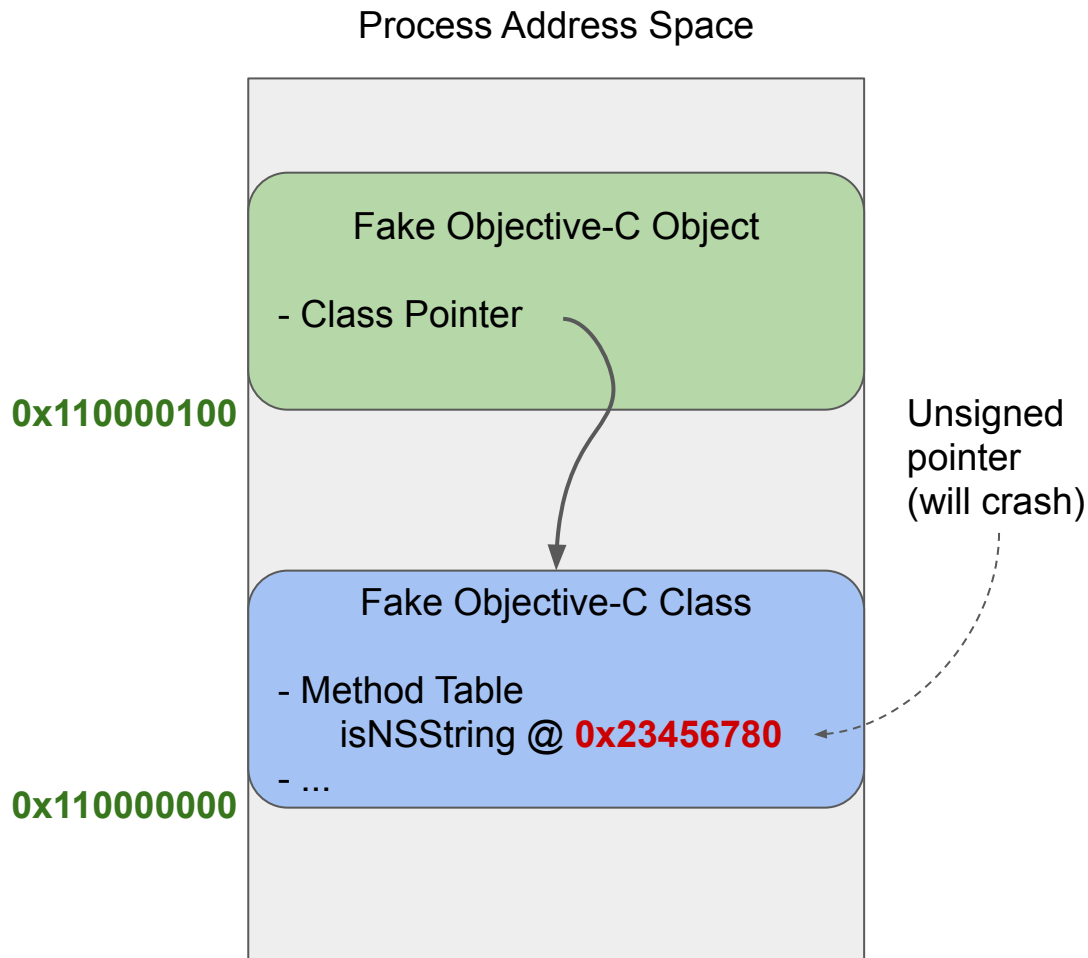 Process Address Space
Fake Objective-C Object
- Class Pointer
0x110000100
Unsigned
pointer
(will crash)
Fake Objective-C Class
- Method Table
isNSString @ 0x23456780
- ...
0x110000000